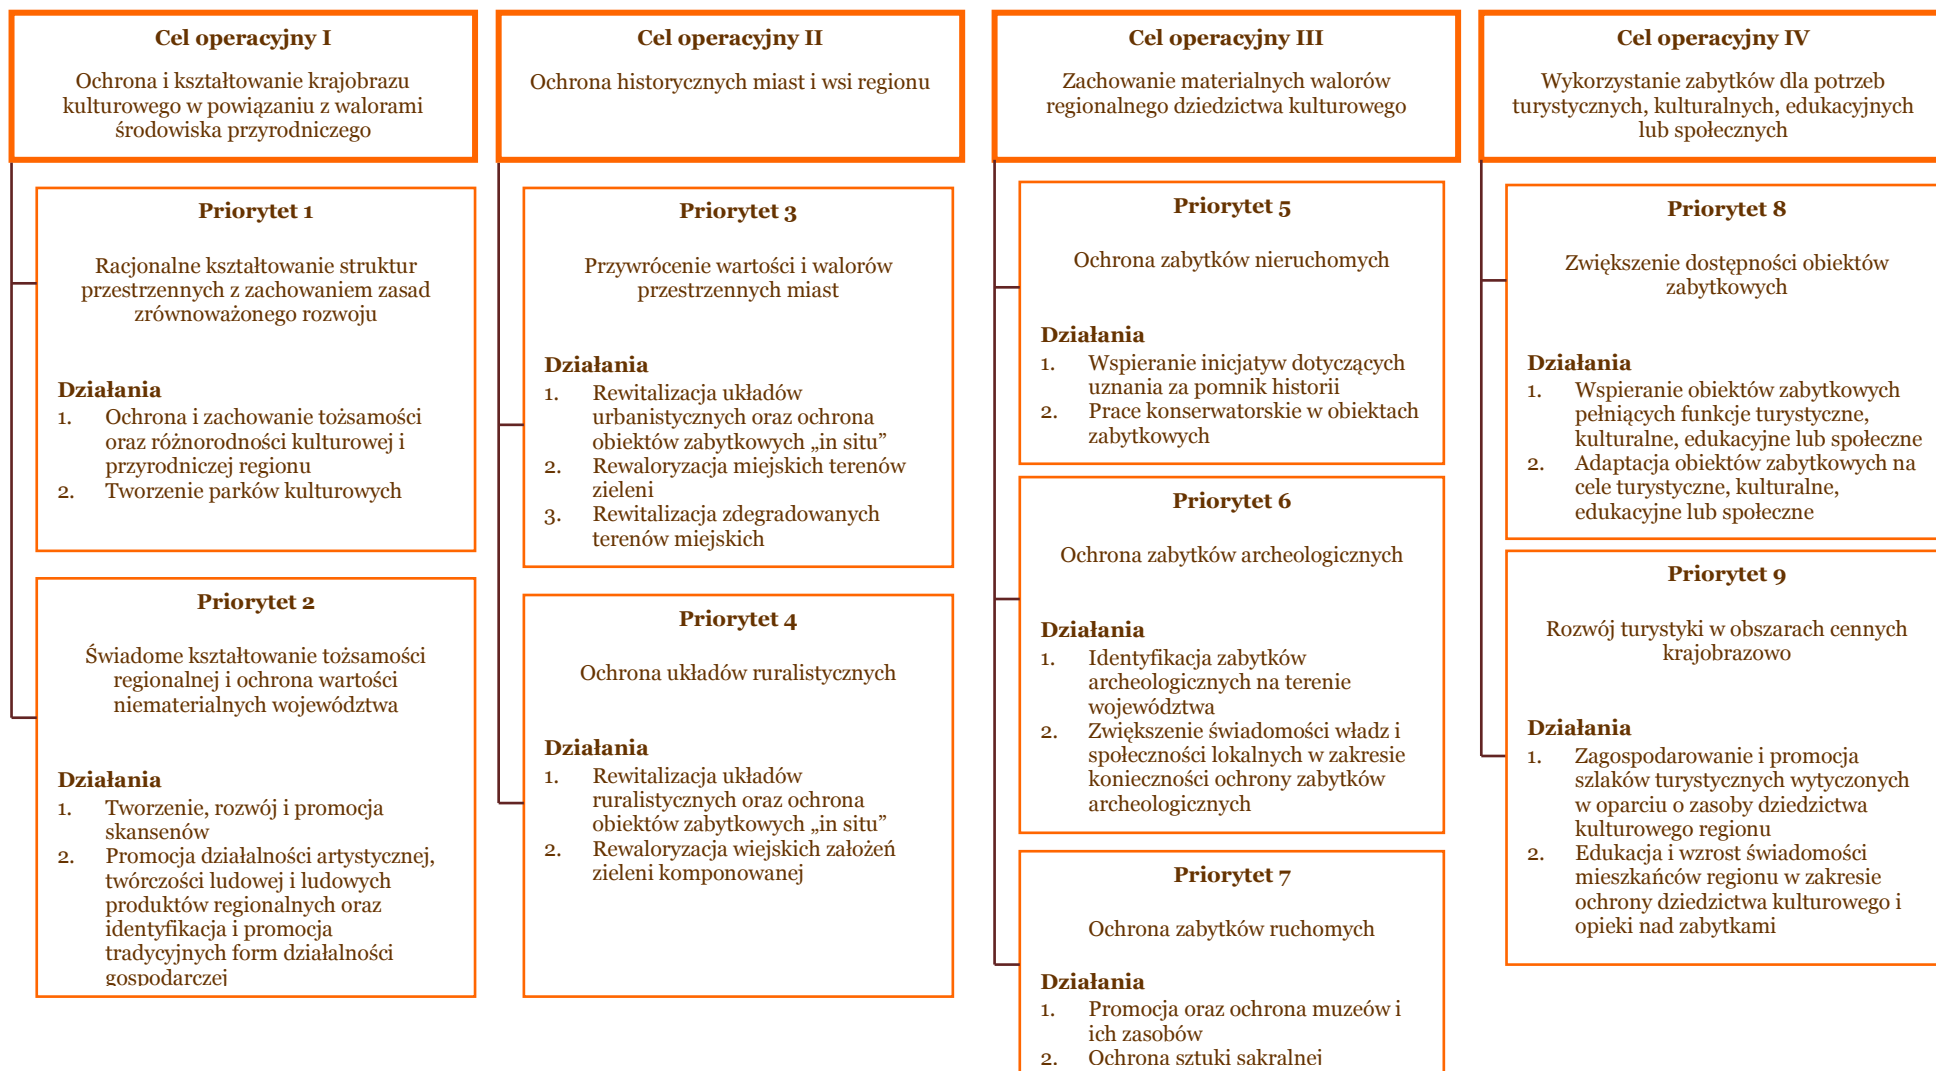 Cel operacyjny I
Ochrona i kształtowanie krajobrazu
kulturowego w powiązaniu z walorami
środowiska przyrodniczego
Priorytet 1
Racjonalne kształtowanie struktur
przestrzennych z zachowaniem zasad
zrównoważonego rozwoju
Działania
1. Ochrona i zachowanie tożsamości
oraz różnorodności kulturowej i
przyrodniczej regionu
2. Tworzenie parków kulturowych
Priorytet 2
Świadome kształtowanie tożsamości
regionalnej i ochrona wartości
niematerialnych województwa
Działania
1. Tworzenie, rozwój i promocja
skansenów
2. Promocja działalności artystycznej,
twórczości ludowej i ludowych
produktów regionalnych oraz
identyfikacja i promocja
tradycyjnych form działalności
gospodarczej
Cel operacyjny II
Ochrona historycznych miast i wsi regionu
Priorytet 3
Przywrócenie wartości i walorów
przestrzennych miast
Działania
1. Rewitalizacja układów
urbanistycznych oraz ochrona
obiektów zabytkowych „in situ”
2. Rewaloryzacja miejskich terenów
zieleni
3. Rewitalizacja zdegradowanych
terenów miejskich
Priorytet 4
Ochrona układów ruralistycznych
Działania
1. Rewitalizacja układów
ruralistycznych oraz ochrona
obiektów zabytkowych „in situ”
2. Rewaloryzacja wiejskich założeń
zieleni komponowanej
Cel operacyjny III
Zachowanie materialnych walorów
regionalnego dziedzictwa kulturowego
Priorytet 5
Ochrona zabytków nieruchomych
Działania
1. Wspieranie inicjatyw dotyczących
uznania za pomnik historii
2. Prace konserwatorskie w obiektach
zabytkowych
Priorytet 6
Ochrona zabytków archeologicznych
Działania
1. Identyfikacja zabytków
archeologicznych na terenie
województwa
2. Zwiększenie świadomości władz i
społeczności lokalnych w zakresie
konieczności ochrony zabytków
archeologicznych
Priorytet 7
Ochrona zabytków ruchomych
Działania
1. Promocja oraz ochrona muzeów i
ich zasobów
2. Ochrona sztuki sakralnej
Cel operacyjny IV
Wykorzystanie zabytków dla potrzeb
turystycznych, kulturalnych, edukacyjnych
lub społecznych
Priorytet 8
Zwiększenie dostępności obiektów
zabytkowych
Działania
1. Wspieranie obiektów zabytkowych
pełniących funkcje turystyczne,
kulturalne, edukacyjne lub społeczne
2. Adaptacja obiektów zabytkowych na
cele turystyczne, kulturalne,
edukacyjne lub społeczne
Priorytet 9
Rozwój turystyki w obszarach cennych
krajobrazowo
Działania
1. Zagospodarowanie i promocja
szlaków turystycznych wytyczonych
w oparciu o zasoby dziedzictwa
kulturowego regionu
2. Edukacja i wzrost świadomości
mieszkańców regionu w zakresie
ochrony dziedzictwa kulturowego i
opieki nad zabytkami